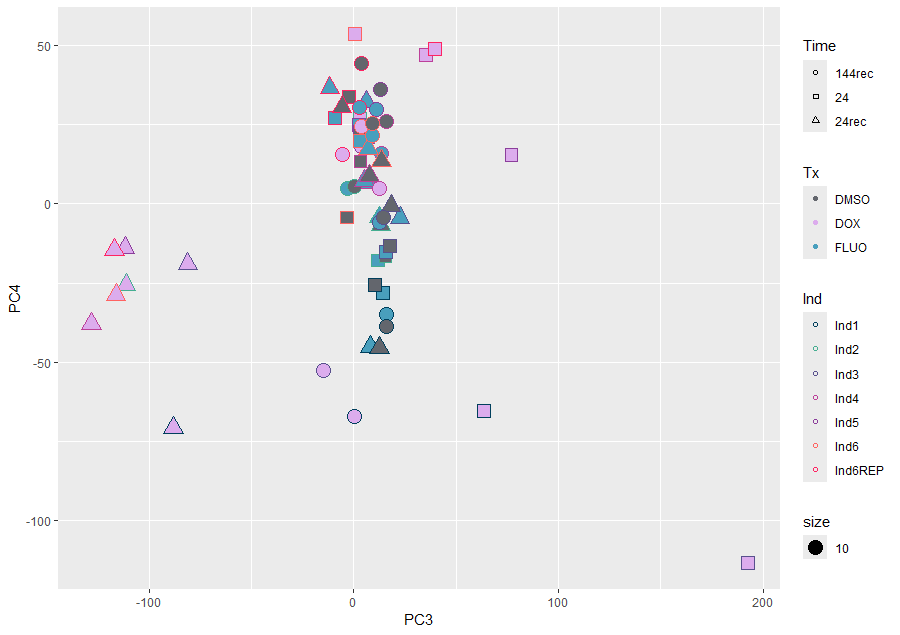 50
0
-50
-100
PC4
-100
0
100
200
PC3
Time
144rec
24
24rec
Tx
DMSO
DOX
FLUO
Ind
Ind1
Ind2
Ind3
Ind4
Ind5
Ind6
Ind6REP
size
10